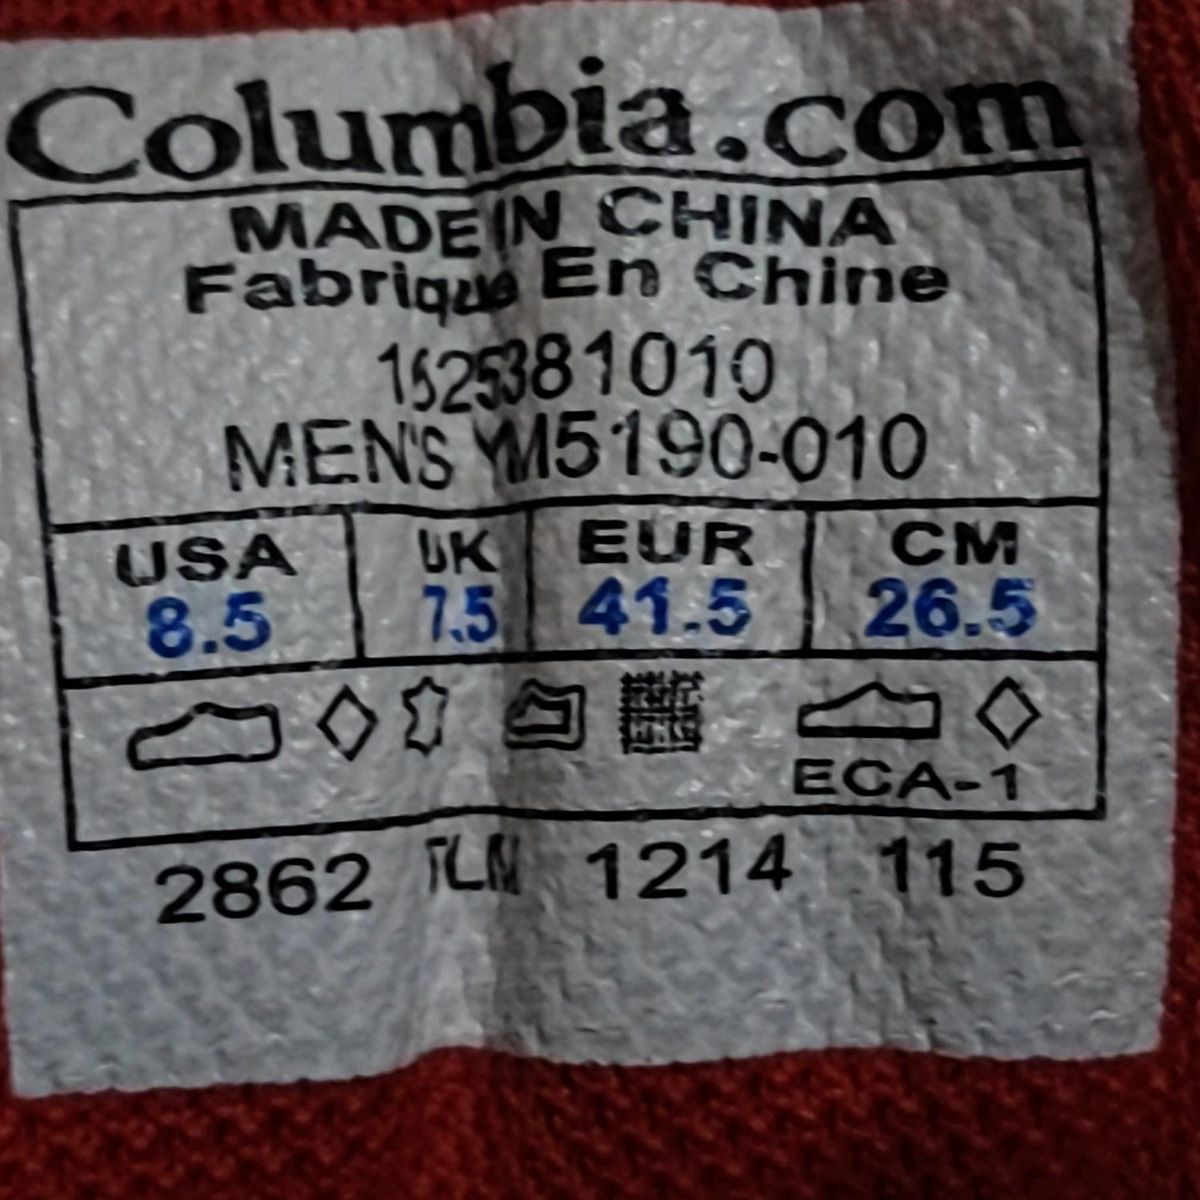 Columbia.com
MADE IN CHINA
Fabrique En Chine
1525381010
MEN'S YM5190-010
USA UK EUR CM
8.5 7.5 41.5 26.5
ECA-1
2862 TLM 1214 115